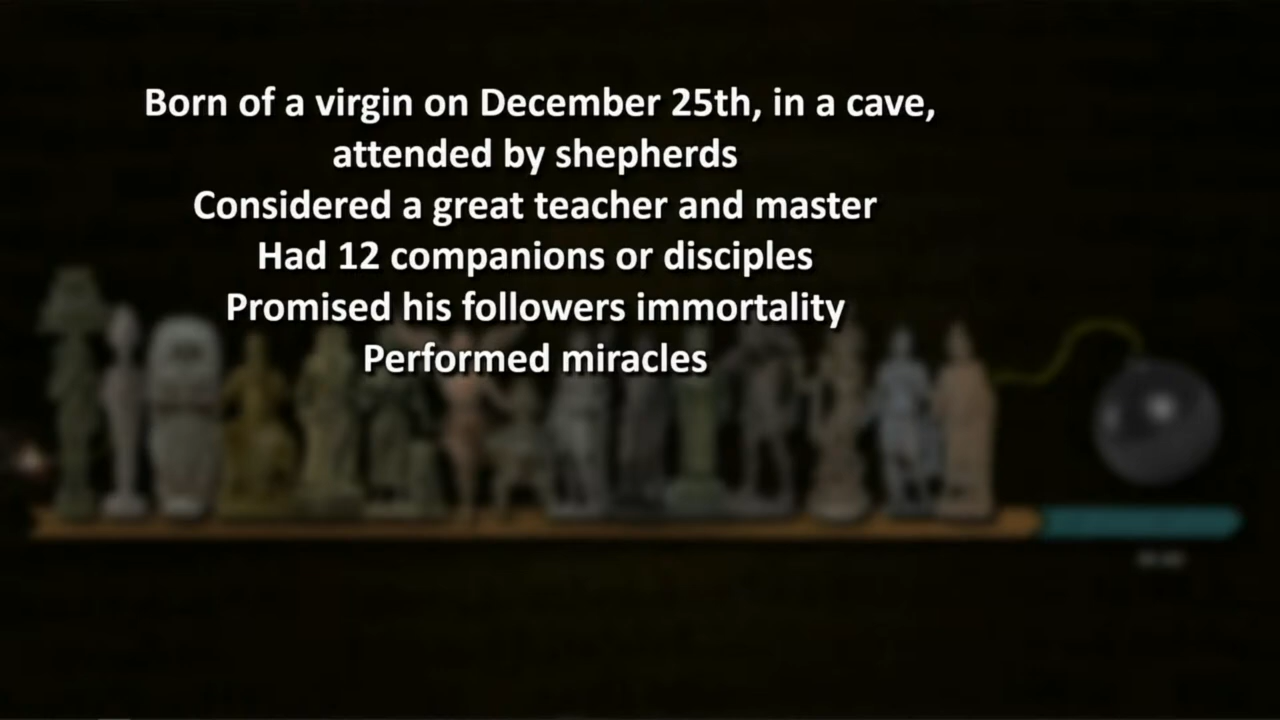 Born of a virgin on December 25th, in a cave,
attended by shepherds
Considered a great teacher and master
Had 12 companions or disciples
Promised his followers immortality
Performed miracles